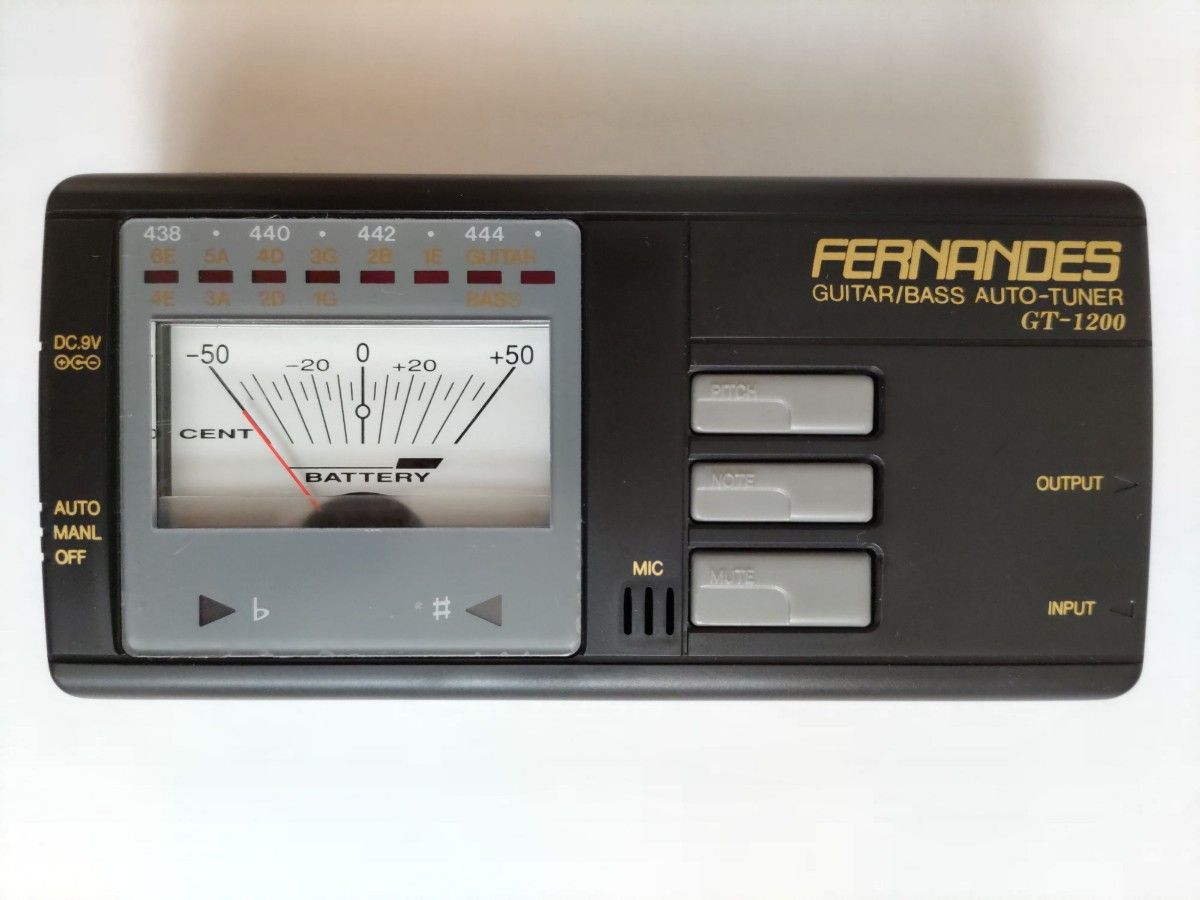 438 • 440 • 442 • 444 •
6E 5A 4D 3G 2B 1E GUITAR
4E 3A 2D 1G BASS
-50 0 +50
-20 +20
CENT
BATTERY
♭ ♯
DC.9V
AUTO
MANL
OFF
MIC
FERNANDES
GUITAR/BASS AUTO-TUNER
GT-1200
PITCH
NOTE
MUTE
OUTPUT
INPUT